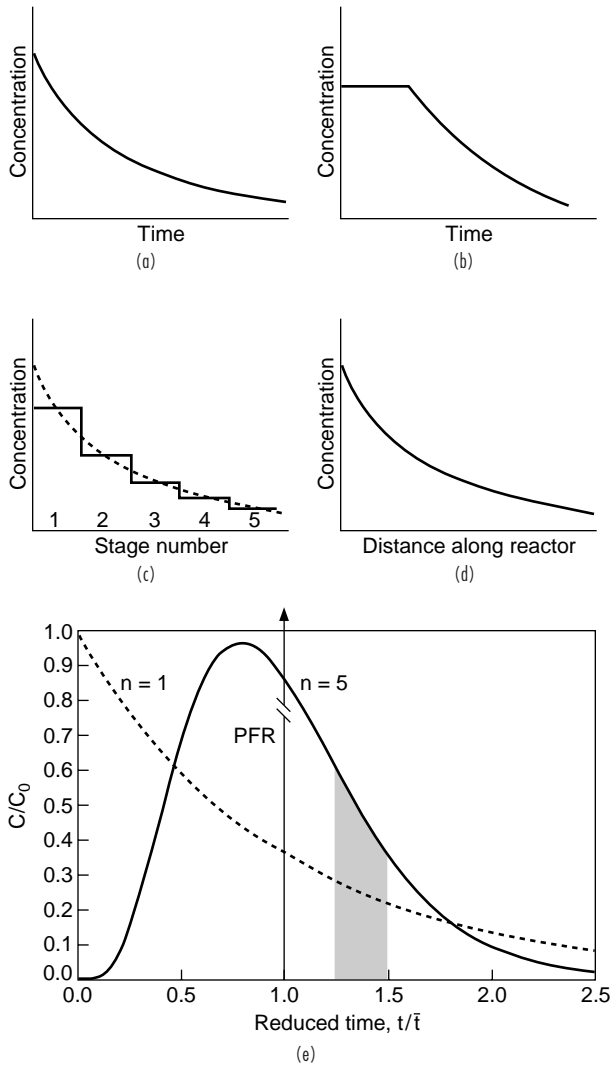 Concentration
Time
(a)
Concentration
Time
(b)
Concentration
1 2 3 4 5
Stage number
(c)
Concentration
Distance along reactor
(d)
C/C₀
1.0
0.9
0.8
0.7
0.6
0.5
0.4
0.3
0.2
0.1
0.0
n = 1
n = 5
PFR
0.0 0.5 1.0 1.5 2.0 2.5
Reduced time, t/t̄
(e)